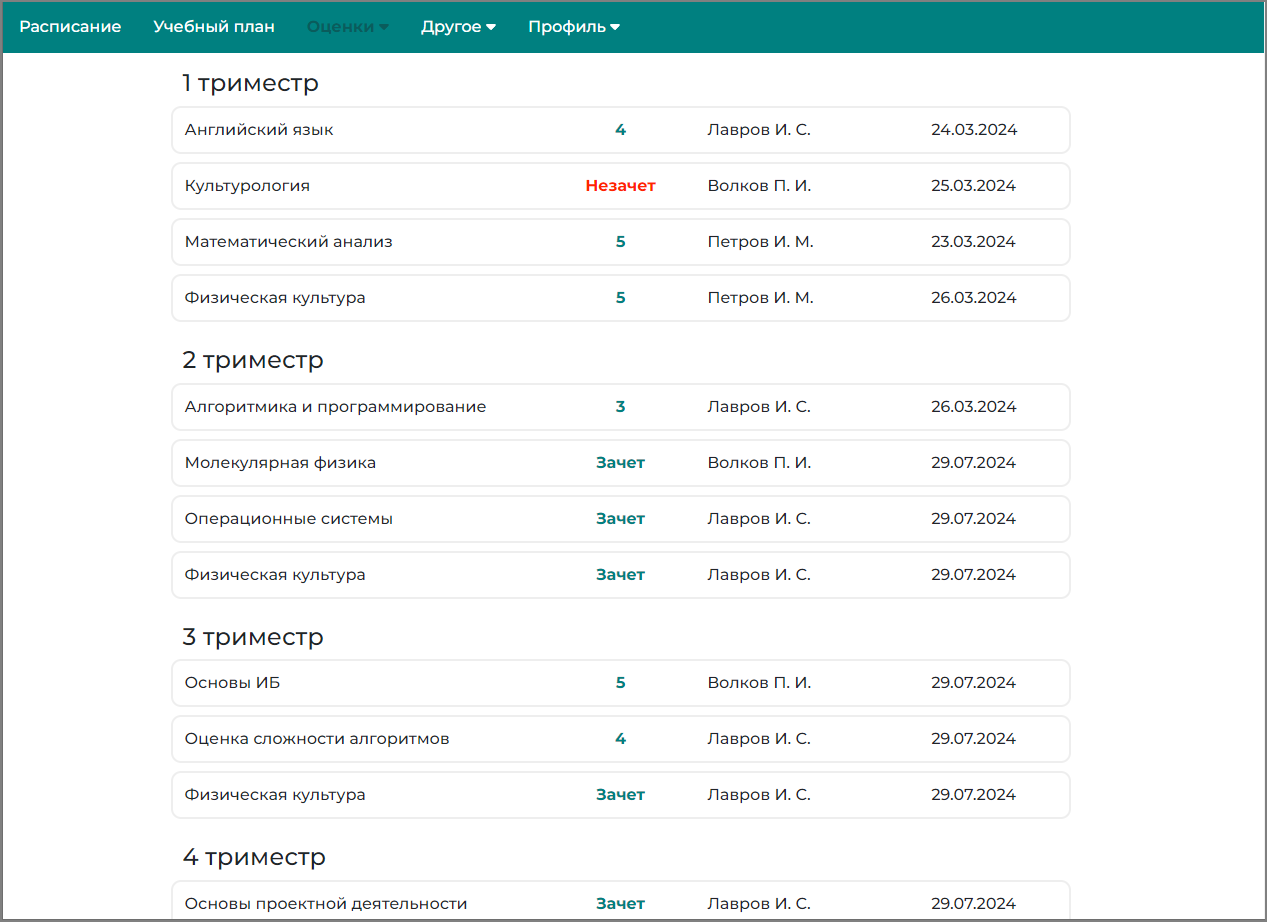 Расписание Учебный план Оценки Другое Профиль
1 триместр
Английский язык 4 Лавров И. С. 24.03.2024
Культурология Незачет Волков П. И. 25.03.2024
Математический анализ 5 Петров И. М. 23.03.2024
Физическая культура 5 Петров И. М. 26.03.2024
2 триместр
Алгоритмика и программирование 3 Лавров И. С. 26.03.2024
Молекулярная физика Зачет Волков П. И. 29.07.2024
Операционные системы Зачет Лавров И. С. 29.07.2024
Физическая культура Зачет Лавров И. С. 29.07.2024
3 триместр
Основы ИБ 5 Волков П. И. 29.07.2024
Оценка сложности алгоритмов 4 Лавров И. С. 29.07.2024
Физическая культура Зачет Лавров И. С. 29.07.2024
4 триместр
Основы проектной деятельности Зачет Лавров И. С. 29.07.2024